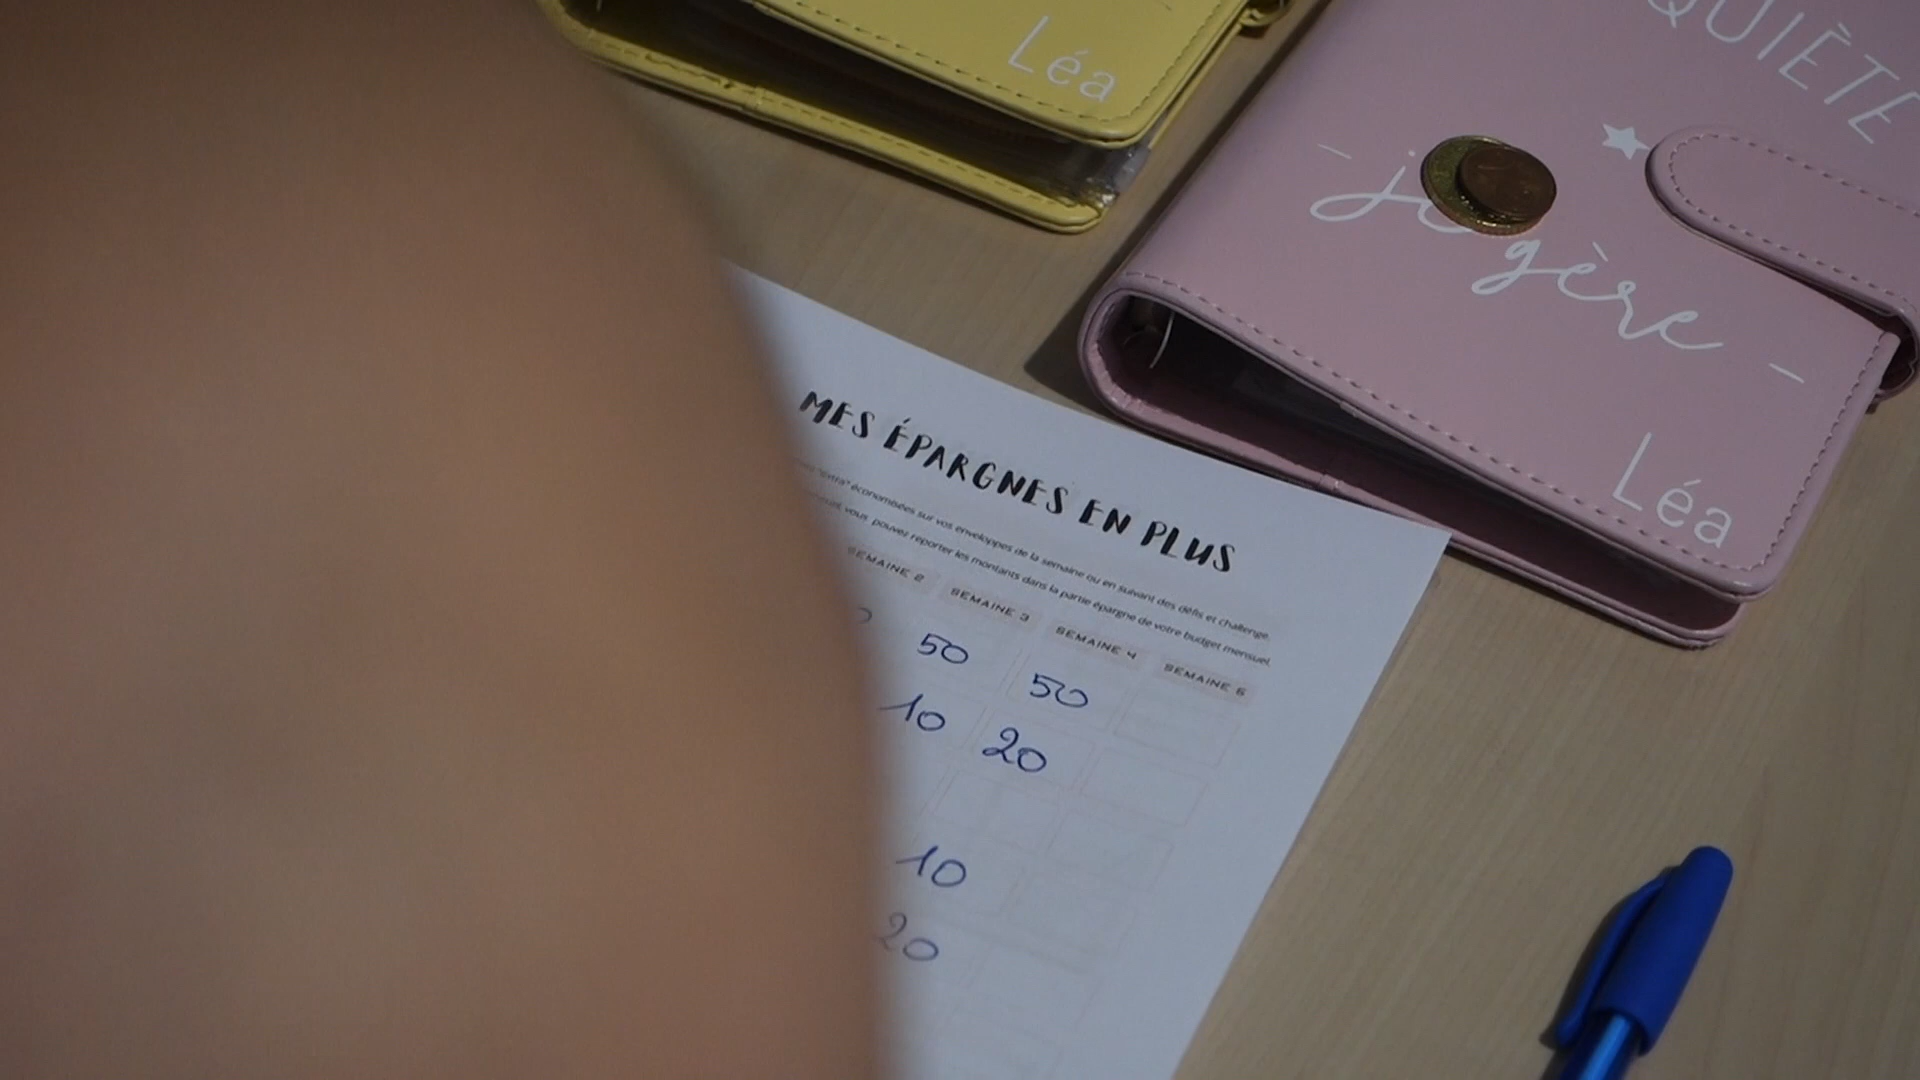 Léa
QUIÈTE
- je
gère -
Léa
MES ÉPARGNES EN PLUS
"extra" économisées sur vos enveloppes de la semaine ou en suivant des défis et challenge.
vous pouvez reporter les montants dans la partie épargne de votre budget mensuel.
SEMAINE 2 SEMAINE 3 SEMAINE 4 SEMAINE 5
50 50
10 20
10
20